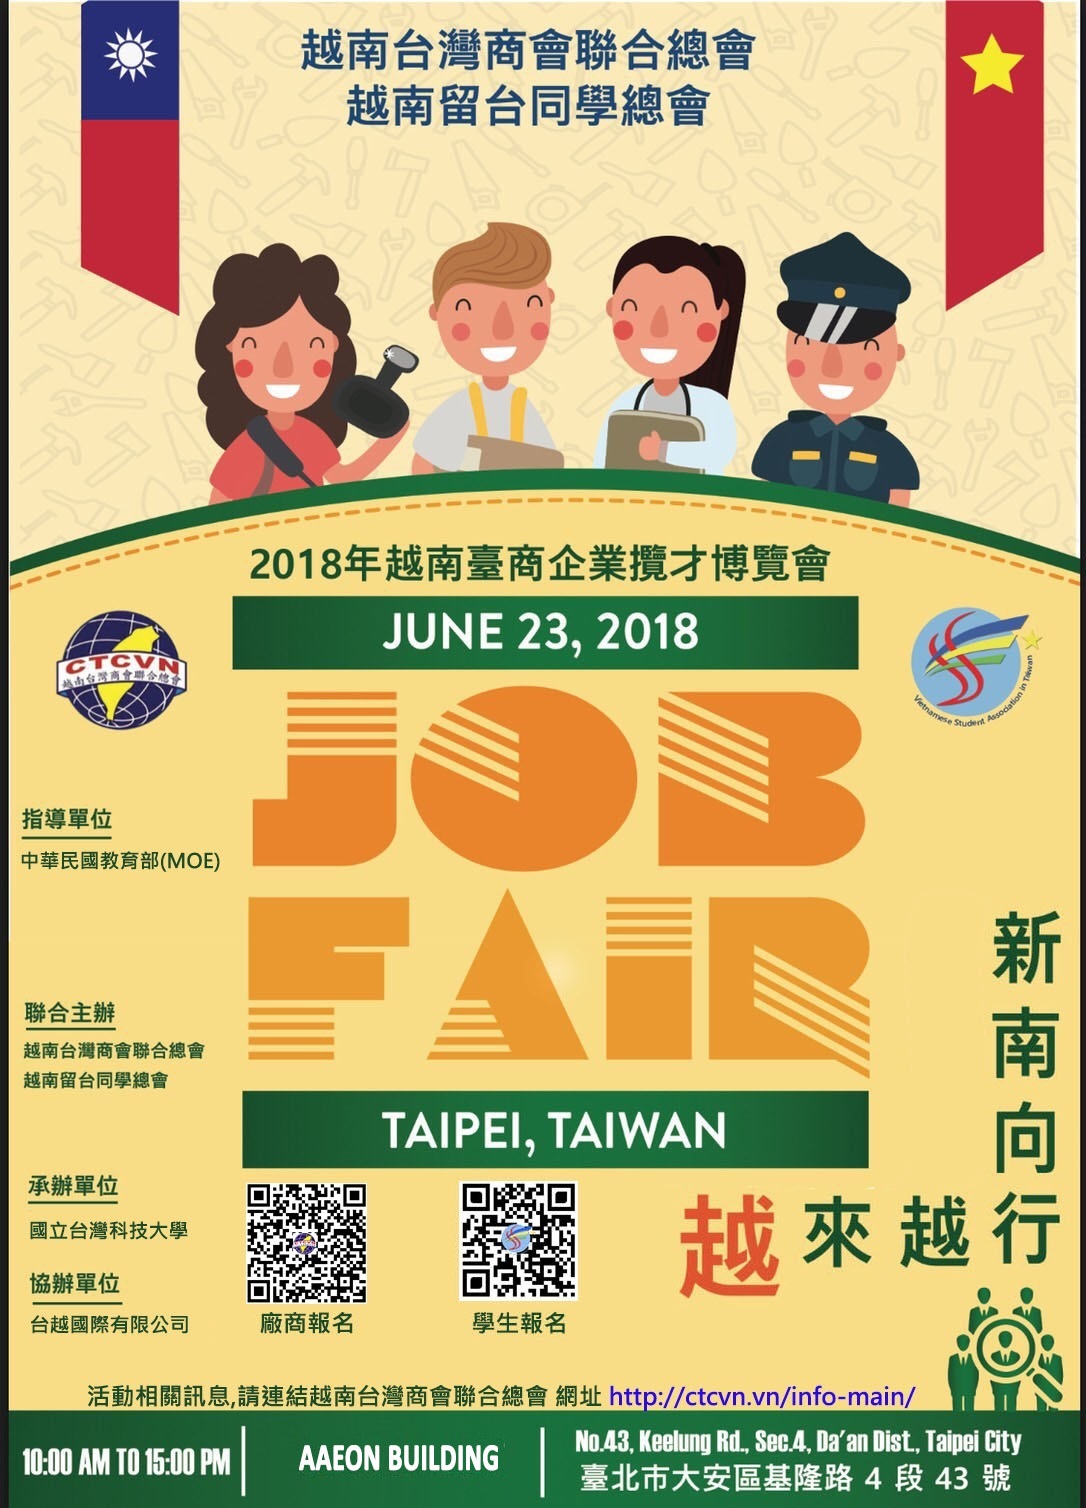 越南台灣商會聯合總會
越南留台同學總會
2018年越南臺商企業攬才博覽會
JUNE 23, 2018
CTCVN
越南台灣商會聯合總會
Vietnamese Student Association in Taiwan
JOB
FAIR
指導單位
中華民國教育部(MOE)
聯合主辦
越南台灣商會聯合總會
越南留台同學總會
承辦單位
國立台灣科技大學
協辦單位
台越國際有限公司
TAIPEI, TAIWAN
CTCVN
廠商報名
學生報名
新南向行
越來越
活動相關訊息,請連結越南台灣商會聯合總會 網址 http://ctcvn.vn/info-main/
10:00 AM TO 15:00 PM
AAEON BUILDING
No.43, Keelung Rd., Sec.4, Da'an Dist., Taipei City
臺北市大安區基隆路 4 段 43 號